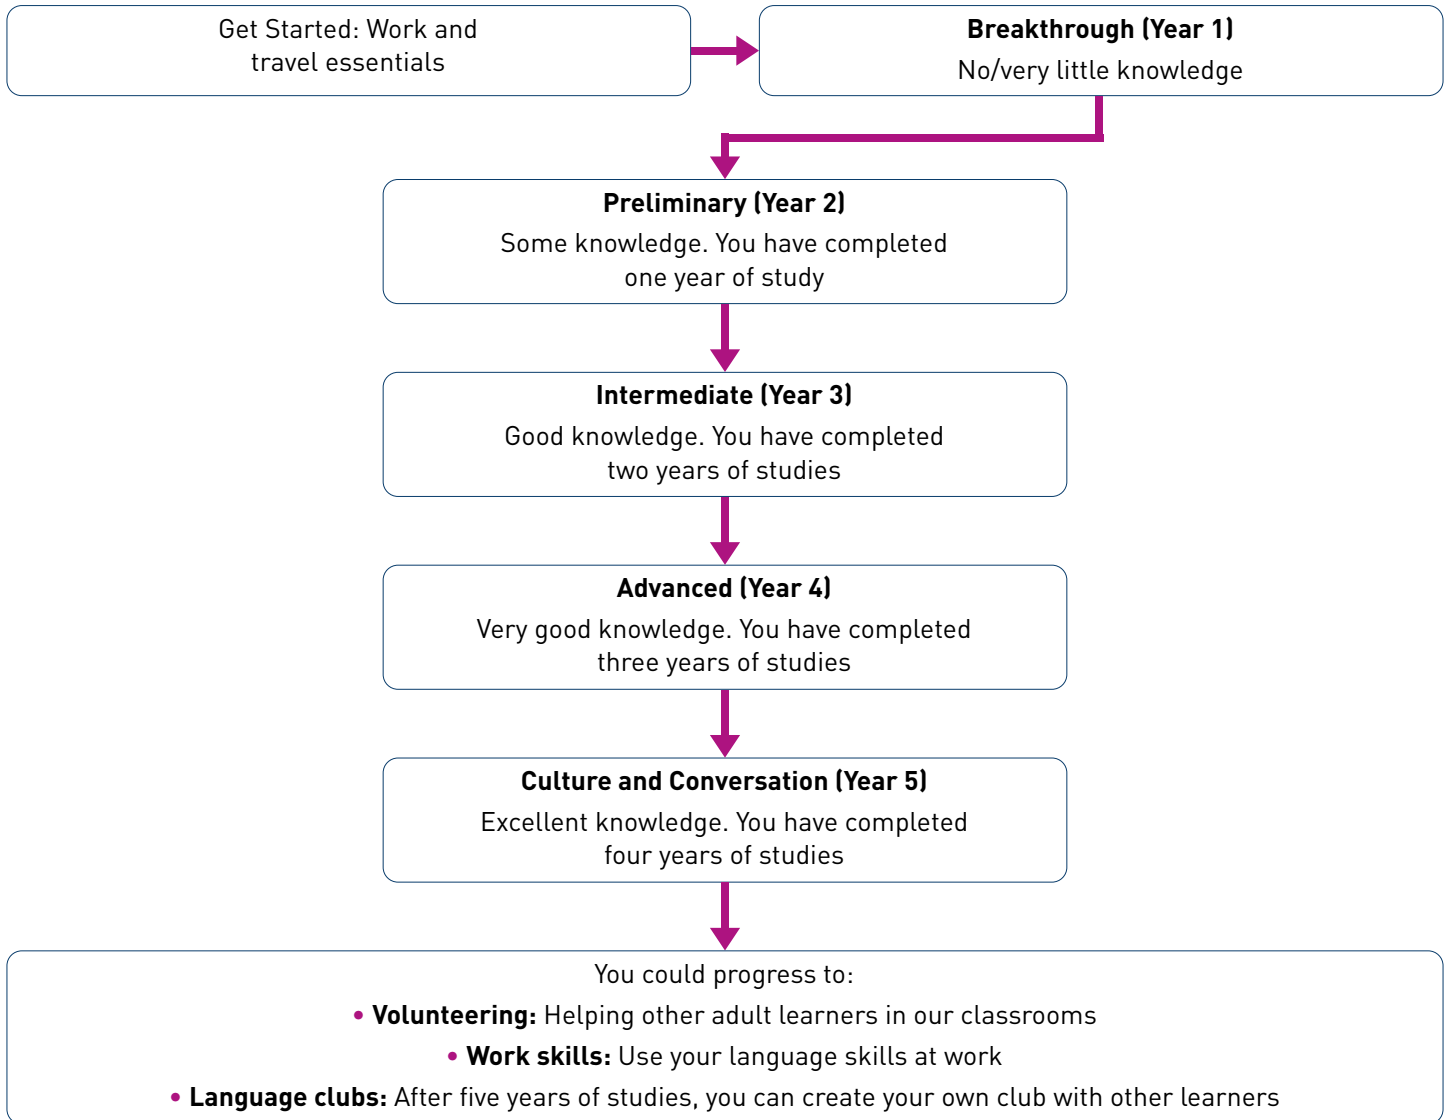 Get Started: Work and
travel essentials
Breakthrough (Year 1)
No/very little knowledge
Preliminary (Year 2)
Some knowledge. You have completed
one year of study
Intermediate (Year 3)
Good knowledge. You have completed
two years of studies
Advanced (Year 4)
Very good knowledge. You have completed
three years of studies
Culture and Conversation (Year 5)
Excellent knowledge. You have completed
four years of studies
You could progress to:
• Volunteering: Helping other adult learners in our classrooms
• Work skills: Use your language skills at work
• Language clubs: After five years of studies, you can create your own club with other learners